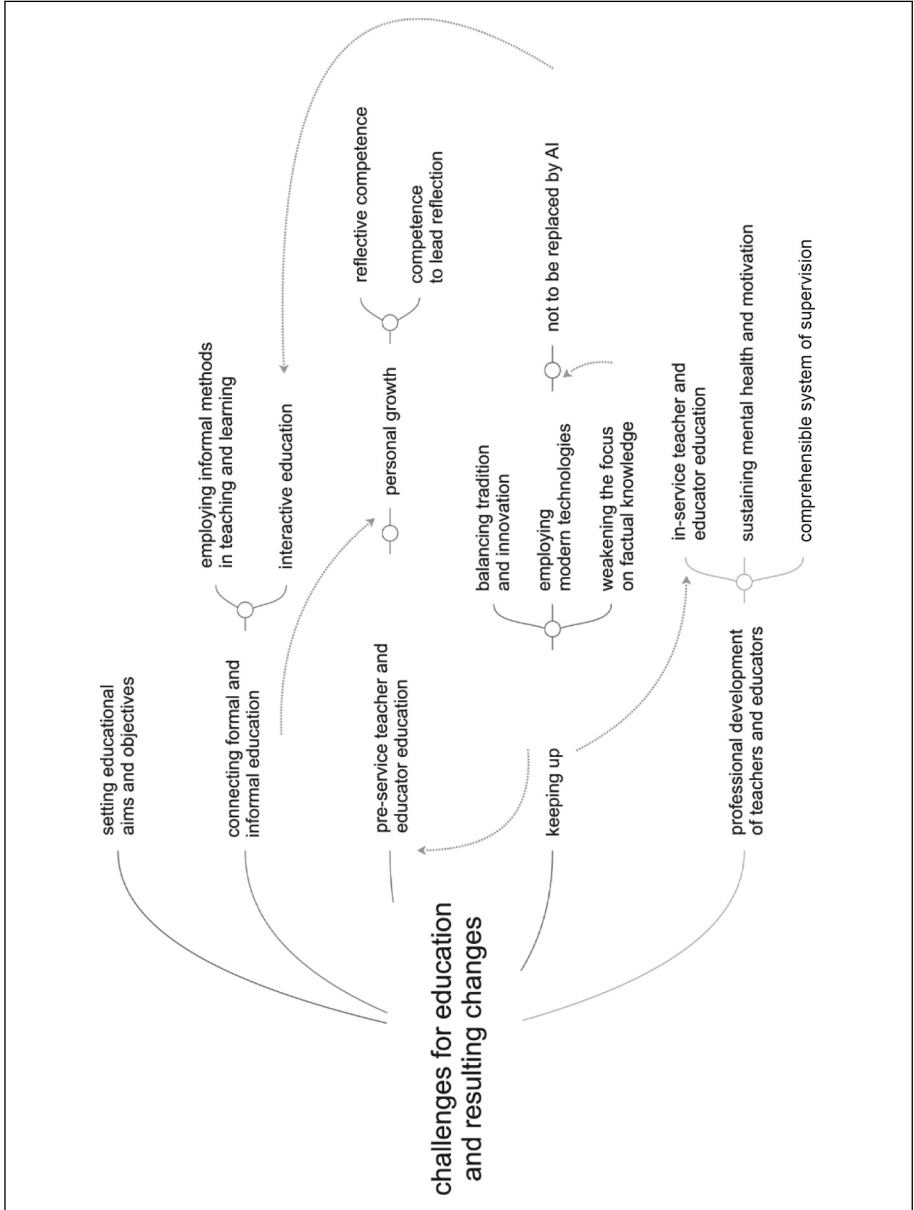 challenges for education
and resulting changes
setting educational
aims and objectives
connecting formal and
informal education
employing informal methods
in teaching and learning
interactive education
pre-service teacher and
educator education
personal growth
reflective competence
competence
to lead reflection
keeping up
balancing tradition
and innovation
employing
modern technologies
weakening the focus
on factual knowledge
not to be replaced by AI
professional development
of teachers and educators
in-service teacher and
educator education
sustaining mental health and motivation
comprehensible system of supervision